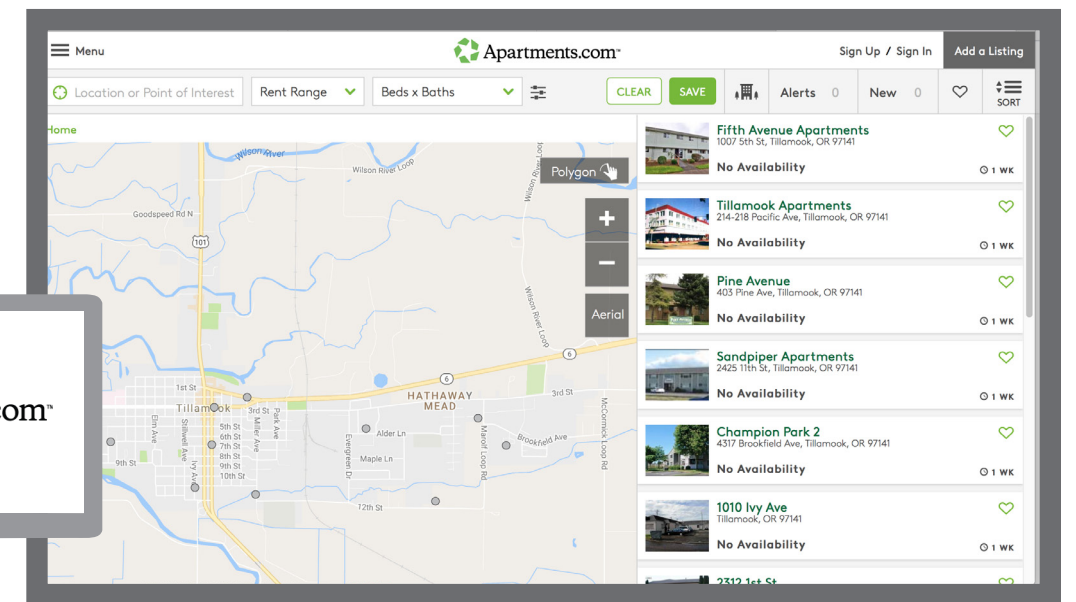 Menu
Apartments.com™
Sign Up / Sign In
Add a Listing
Location or Point of Interest
Rent Range
Beds x Baths
CLEAR
SAVE
Alerts 0
New 0
SORT
Home
Wilson River
Wilson River Loop
Wilson River Loop
Polygon
Goodspeed Rd N
101
+
−
Aerial
Wilson River Loop
6
6
HATHAWAY
MEAD
3rd St
McCormick Loop Rd
1st St
Tillamook
3rd St
Park Ave
Miller Ave
Elm Ave
Stillwell Ave
5th St
6th St
7th St
8th St
9th St
10th St
9th St
Ivy Ave
Evergreen Dr
Alder Ln
Maple Ln
Marolf Loop Rd
Brookfield Ave
12th St
com™
Fifth Avenue Apartments
1007 5th St, Tillamook, OR 97141
No Availability
1 WK
Tillamook Apartments
214-218 Pacific Ave, Tillamook, OR 97141
No Availability
1 WK
Pine Avenue
403 Pine Ave, Tillamook, OR 97141
No Availability
1 WK
Sandpiper Apartments
2425 11th St, Tillamook, OR 97141
No Availability
1 WK
Champion Park 2
4317 Brookfield Ave, Tillamook, OR 97141
No Availability
1 WK
1010 Ivy Ave
Tillamook, OR 97141
No Availability
1 WK
2312 1st St